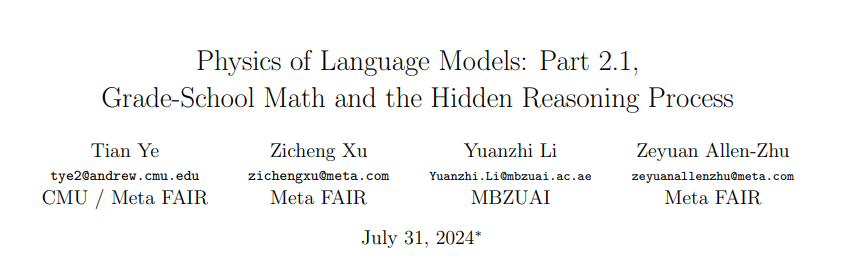 Physics of Language Models: Part 2.1,
Grade-School Math and the Hidden Reasoning Process
Tian Ye Zicheng Xu Yuanzhi Li Zeyuan Allen-Zhu
tye2@andrew.cmu.edu zichengxu@meta.com Yuanzhi.Li@mbzuai.ac.ae zeyuanallenzhu@meta.com
CMU / Meta FAIR Meta FAIR MBZUAI Meta FAIR
July 31, 2024*